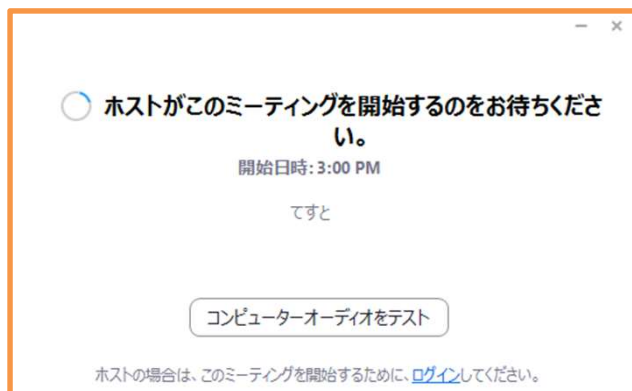 ホストがこのミーティングを開始するのをお待ちくださ
い。
開始日時: 3:00 PM
てすと
コンピューターオーディオをテスト
ホストの場合は、このミーティングを開始するために、ログインしてください。